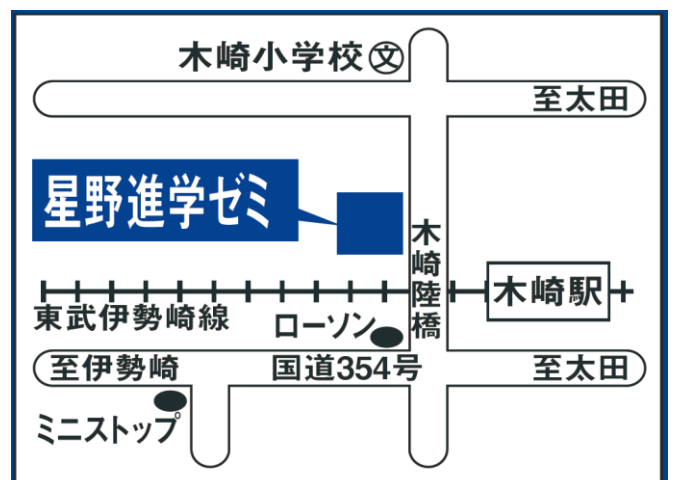 木崎小学校 文
至太田
星野進学ゼミ
木崎陸橋
木崎駅
東武伊勢崎線
ローソン
至伊勢崎 国道354号 至太田
ミニストップ